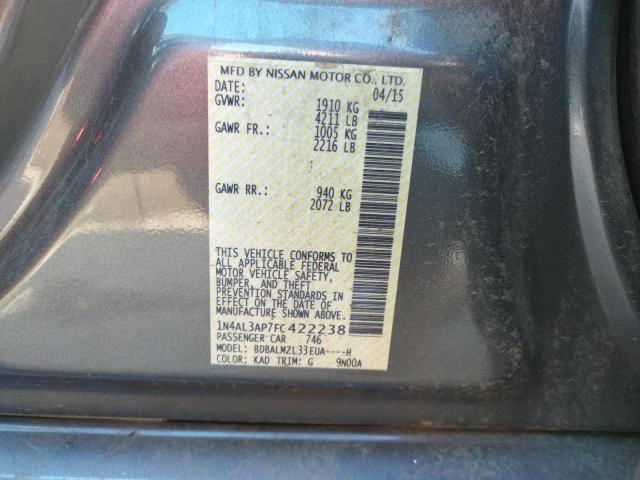 MFD BY NISSAN MOTOR CO., LTD.
DATE: 04/15
GVWR: 1910 KG
4211 LB
GAWR FR.: 1005 KG
2216 LB
GAWR RR.: 940 KG
2072 LB
THIS VEHICLE CONFORMS TO
ALL APPLICABLE FEDERAL
MOTOR VEHICLE SAFETY,
BUMPER, AND THEFT
PREVENTION STANDARDS IN
EFFECT ON THE DATE OF
MANUFACTURE SHOWN ABOVE.
1N4AL3AP7FC422238
PASSENGER CAR 746
MODEL: BDBALMZL33EUA----H
COLOR: KAD TRIM: G 9N00A